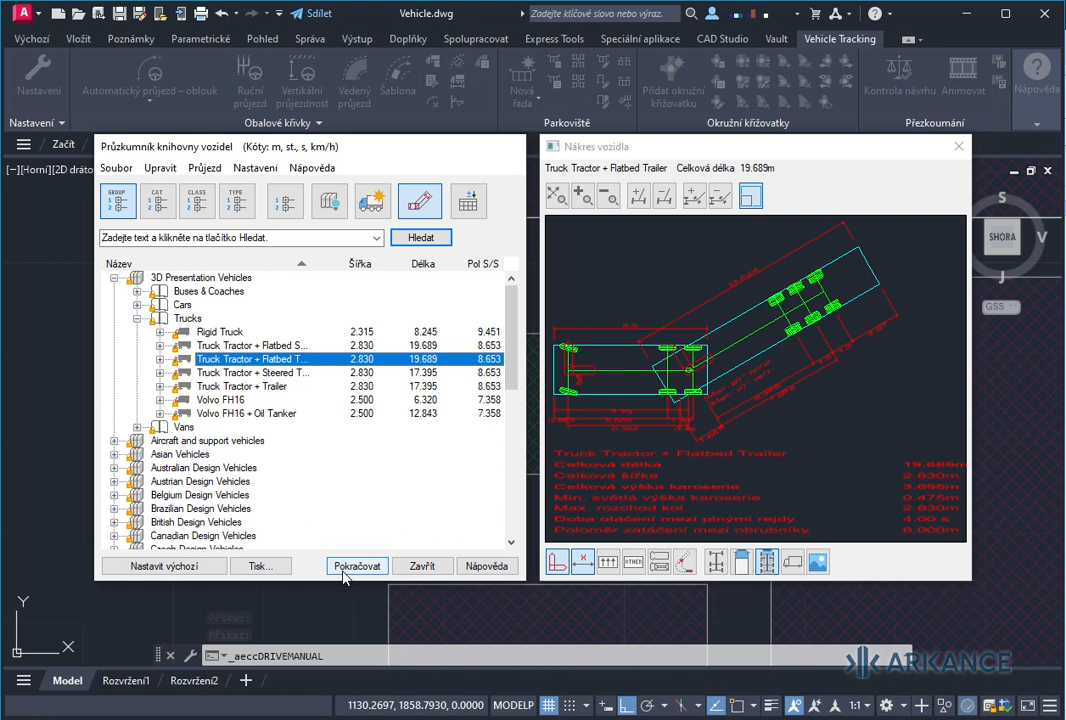 Sdílet
Vehicle.dwg
Zadejte klíčové slovo nebo výraz.
Výchozí
Vložit
Poznámky
Parametrické
Pohled
Správa
Výstup
Doplňky
Spolupracovat
Express Tools
Speciální aplikace
CAD Studio
Vault
Vehicle Tracking
Nastavení
Automatický průjezd – oblouk
Ruční průjezd
Vertikální průjezdnost
Vedený průjezd
Šablona
Nová řada
Přidat okružní křižovatku
Kontrola návrhu
Animovat
Nápověda
Nastavení
Obalové křivky
Parkoviště
Okružní křižovatky
Přezkoumání
Začít
[–][Horní][2D dráto
Průzkumník knihovny vozidel (Kóty: m, st., s, km/h)
Soubor
Upravit
Průjezd
Nastavení
Nápověda
GROUP
CAT
CLASS
TYPE
Zadejte text a klikněte na tlačítko Hledat.
Hledat
Název Šířka Délka Pol S/S
3D Presentation Vehicles
Buses & Coaches
Cars
Trucks
Rigid Truck 2.315 8.245 9.451
Truck Tractor + Flatbed S... 2.830 19.689 8.653
Truck Tractor + Flatbed T... 2.830 19.689 8.653
Truck Tractor + Steered T... 2.830 17.395 8.653
Truck Tractor + Trailer 2.830 17.395 8.653
Volvo FH16 2.500 6.320 7.358
Volvo FH16 + Oil Tanker 2.500 12.843 7.358
Vans
Aircraft and support vehicles
Asian Vehicles
Australian Design Vehicles
Austrian Design Vehicles
Belgium Design Vehicles
Brazilian Design Vehicles
British Design Vehicles
Canadian Design Vehicles
Czech Design Vehicles
Nastavit výchozí
Tisk...
Pokračovat
Zavřít
Nápověda
Nákres vozidla
Truck Tractor + Flatbed Trailer Celková délka 19.689m
Truck Tractor + Flatbed Trailer
Celková délka 19.689m
Celková šířka 2.830m
Celková výška karoserie 3.695m
Min. světlá výška karoserie 0.475m
Max. rozchod kol 2.830m
Doba otáčení mezi plnými rejdy 4.00 s
Poloměr zatáčení mezi obrubníky 8.000m
OTHER
S
SHORA
V
J
GSS
Y
X
Příkaz:
Příkaz:
_aeccDRIVEMANUAL
ARKANCE
Model
Rozvržení1
Rozvržení2
1130.2697, 1858.7930, 0.0000
MODELP
1:1